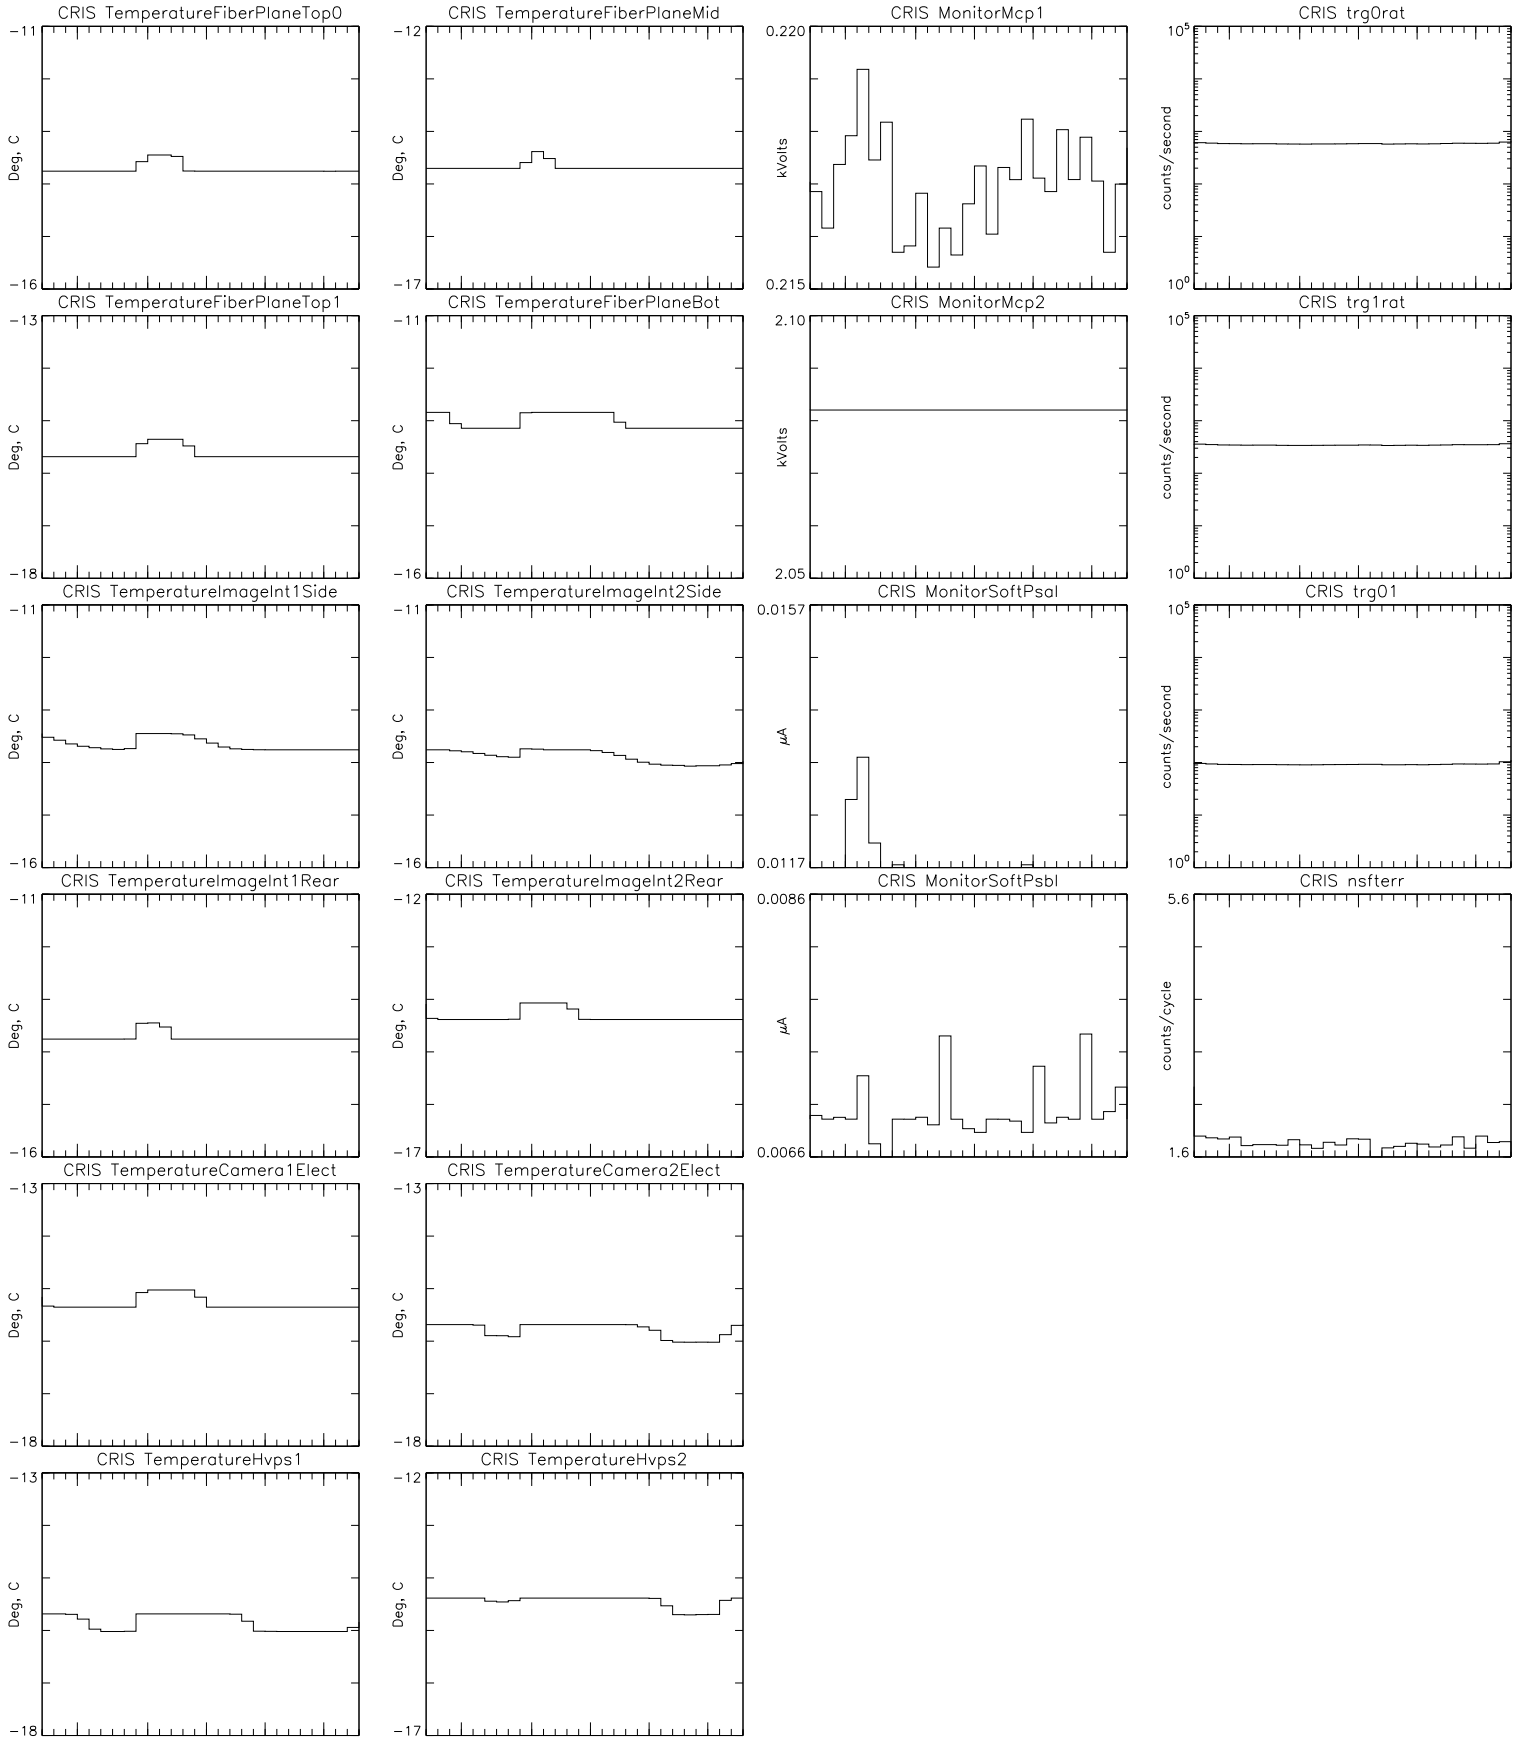 CRIS TemperatureFiberPlaneTop0
-11
Deg, C
-16
CRIS TemperatureFiberPlaneMid
-12
Deg, C
-17
CRIS MonitorMcp1
0.220
kVolts
0.215
CRIS trg0rat
10^5
counts/second
10^0
CRIS TemperatureFiberPlaneTop1
-13
Deg, C
-18
CRIS TemperatureFiberPlaneBot
-11
Deg, C
-16
CRIS MonitorMcp2
2.10
kVolts
2.05
CRIS trg1rat
10^5
counts/second
10^0
CRIS TemperatureImageInt1Side
-11
Deg, C
-16
CRIS TemperatureImageInt2Side
-11
Deg, C
-16
CRIS MonitorSoftPsaI
0.0157
μA
0.0117
CRIS trg01
10^5
counts/second
10^0
CRIS TemperatureImageInt1Rear
-11
Deg, C
-16
CRIS TemperatureImageInt2Rear
-12
Deg, C
-17
CRIS MonitorSoftPsbI
0.0086
μA
0.0066
CRIS nsfterr
5.6
counts/cycle
1.6
CRIS TemperatureCamera1Elect
-13
Deg, C
-18
CRIS TemperatureCamera2Elect
-13
Deg, C
-18
CRIS TemperatureHvps1
-13
Deg, C
-18
CRIS TemperatureHvps2
-12
Deg, C
-17